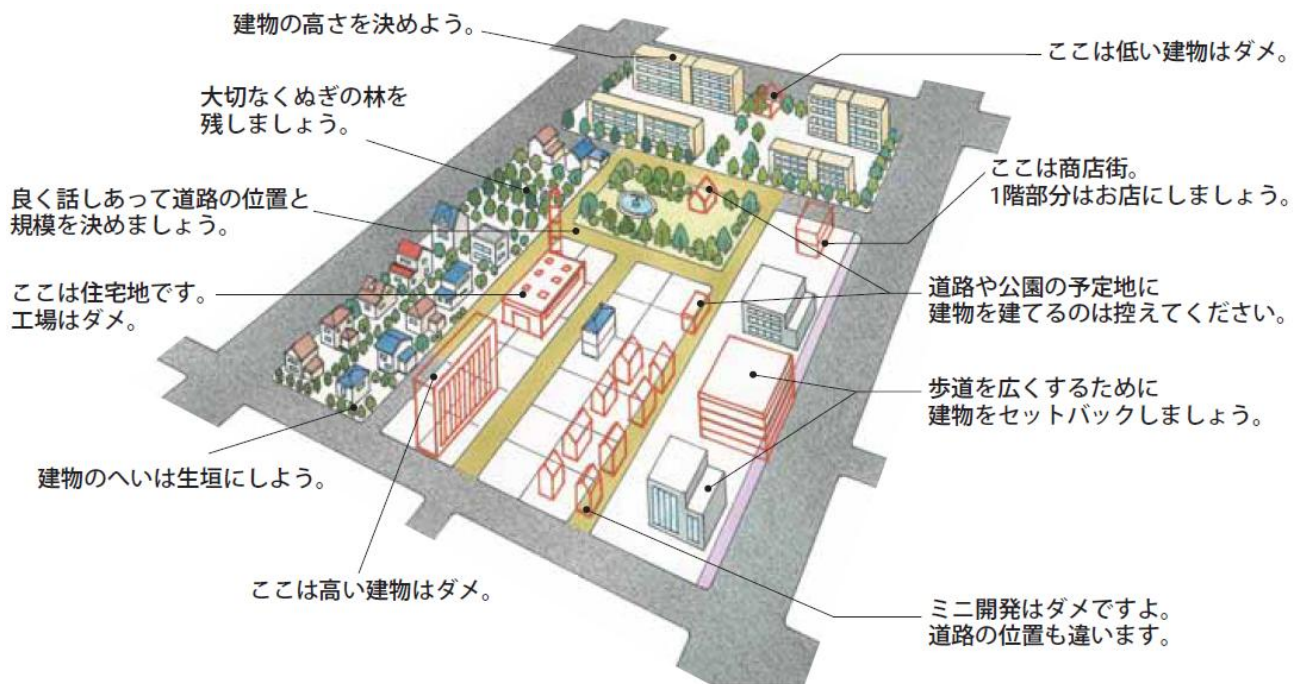 建物の高さを決めよう。
ここは低い建物はダメ。
大切なくぬぎの林を
残しましょう。
ここは商店街。
1階部分はお店にしましょう。
良く話しあって道路の位置と
規模を決めましょう。
ここは住宅地です。
工場はダメ。
道路や公園の予定地に
建物を建てるのは控えてください。
歩道を広くするために
建物をセットバックしましょう。
建物のへいは生垣にしよう。
ここは高い建物はダメ。
ミニ開発はダメですよ。
道路の位置も違います。